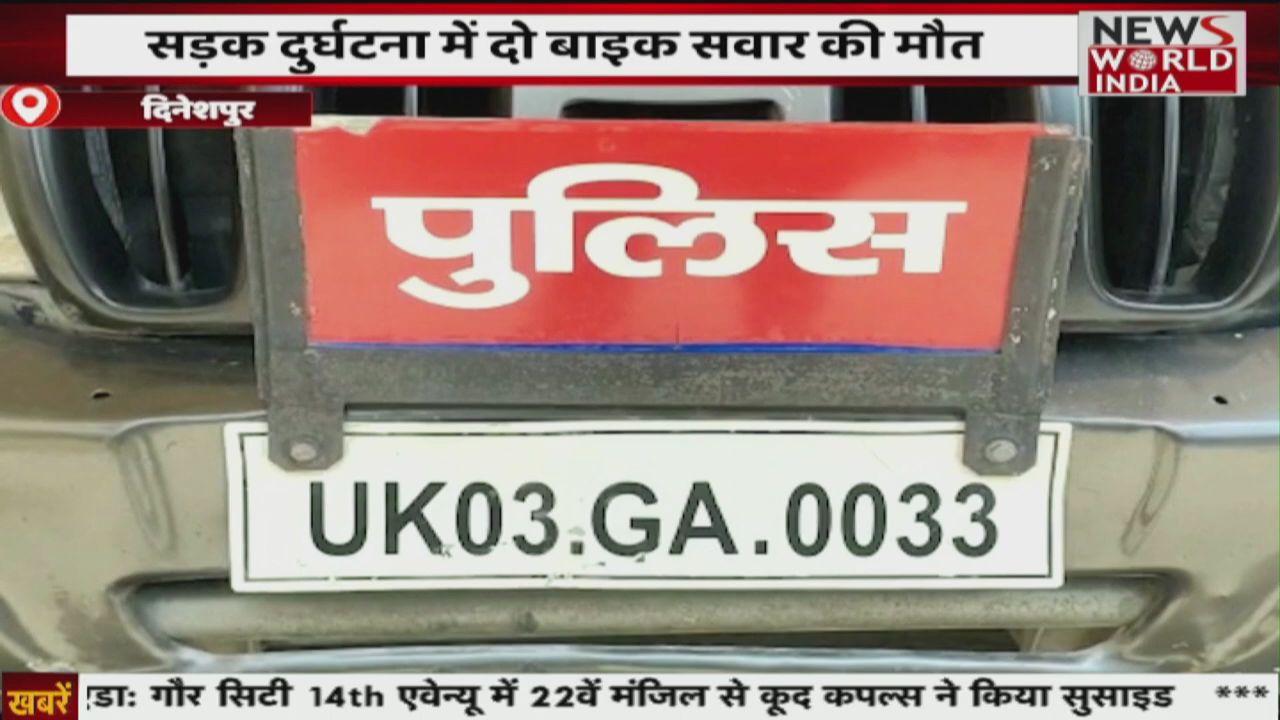 सड़क दुर्घटना में दो बाइक सवार की मौत
NEWS
WORLD
INDIA
दिनेशपुर
पुलिस
UK03.GA.0033
खबरें
डा: गौर सिटी 14th एवेन्यू में 22वें मंजिल से कूद कपल्स ने किया सुसाइड ***